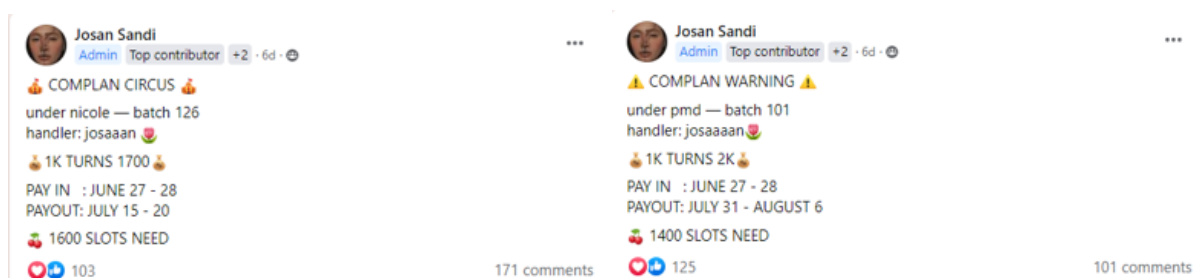 Josan Sandi
Admin Top contributor +2 · 6d ·
🎪 COMPLAN CIRCUS 🎪
under nicole — batch 126
handler: josaaan 🌷
💰1K TURNS 1700💰
PAY IN : JUNE 27 - 28
PAYOUT: JULY 15 - 20
🍒 1600 SLOTS NEED
103
171 comments
Josan Sandi
Admin Top contributor +2 · 6d ·
⚠️ COMPLAN WARNING ⚠️
under pmd — batch 101
handler: josaaaan🌷
💰1K TURNS 2K💰
PAY IN : JUNE 27 - 28
PAYOUT: JULY 31 - AUGUST 6
🍒 1400 SLOTS NEED
125
101 comments